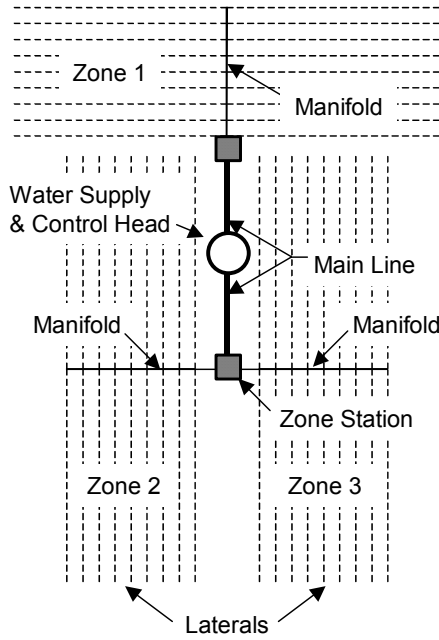 Zone 1
Manifold
Water Supply
& Control Head
Main Line
Manifold
Manifold
Zone Station
Zone 2
Zone 3
Laterals